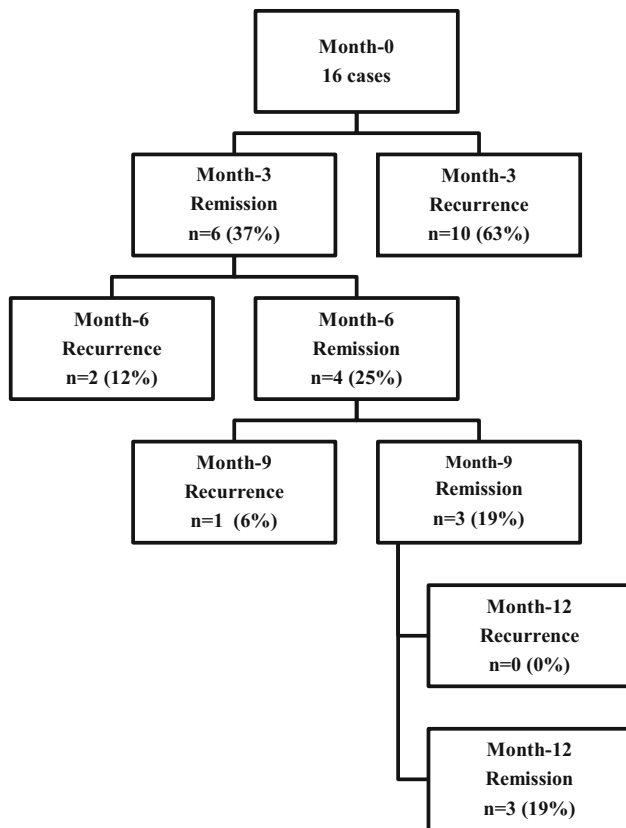 Month-0
16 cases
Month-3
Remission
n=6 (37%)
Month-3
Recurrence
n=10 (63%)
Month-6
Recurrence
n=2 (12%)
Month-6
Remission
n=4 (25%)
Month-9
Recurrence
n=1 (6%)
Month-9
Remission
n=3 (19%)
Month-12
Recurrence
n=0 (0%)
Month-12
Remission
n=3 (19%)